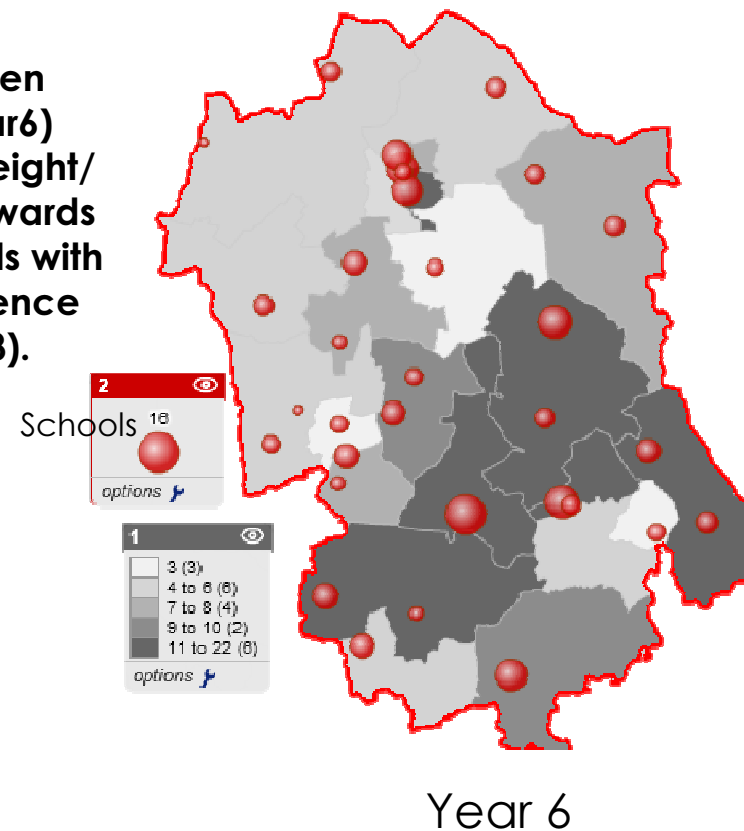 en
ar6)
eight/
wards
ls with
ence
3).
2
16
Schools
options
1
3 (3)
4 to 6 (6)
7 to 8 (4)
9 to 10 (2)
11 to 22 (6)
options
Year 6